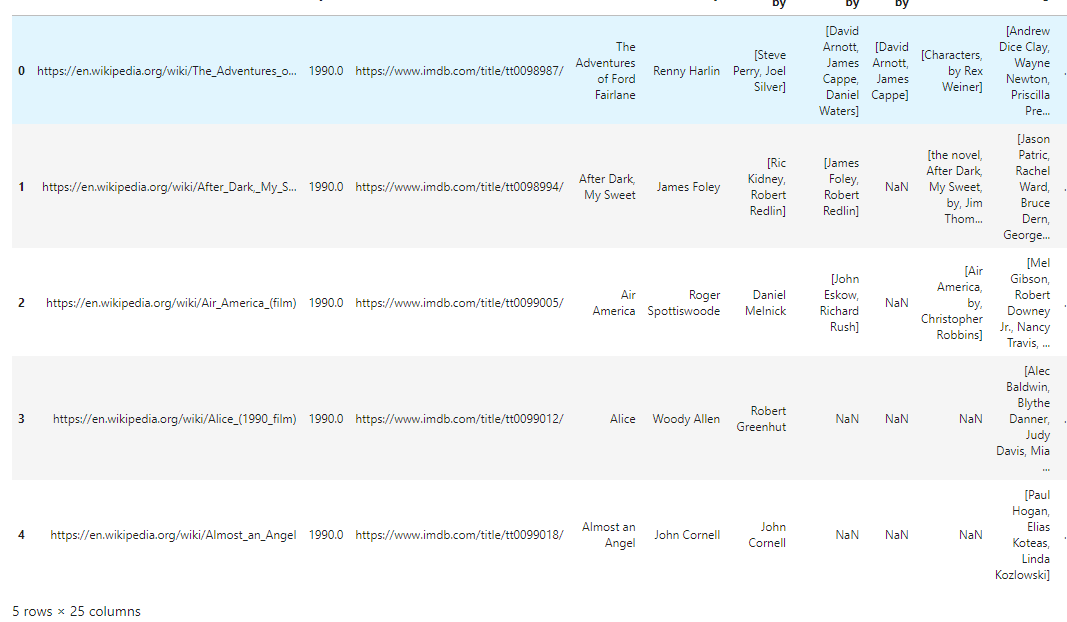 by by by
0 https://en.wikipedia.org/wiki/The_Adventures_o... 1990.0 https://www.imdb.com/title/tt0098987/ The Adventures of Ford Fairlane Renny Harlin [Steve Perry, Joel Silver] [David Arnott, James Cappe, Daniel Waters] [David Arnott, James Cappe] [Characters, by Rex Weiner] [Andrew Dice Clay, Wayne Newton, Priscilla Pre...
1 https://en.wikipedia.org/wiki/After_Dark,_My_S... 1990.0 https://www.imdb.com/title/tt0098994/ After Dark, My Sweet James Foley [Ric Kidney, Robert Redlin] [James Foley, Robert Redlin] NaN [the novel, After Dark, My Sweet, by, Jim Thom... [Jason Patric, Rachel Ward, Bruce Dern, George...
2 https://en.wikipedia.org/wiki/Air_America_(film) 1990.0 https://www.imdb.com/title/tt0099005/ Air America Roger Spottiswoode Daniel Melnick [John Eskow, Richard Rush] NaN [Air America, by, Christopher Robbins] [Mel Gibson, Robert Downey Jr., Nancy Travis, ...
3 https://en.wikipedia.org/wiki/Alice_(1990_film) 1990.0 https://www.imdb.com/title/tt0099012/ Alice Woody Allen Robert Greenhut NaN NaN NaN [Alec Baldwin, Blythe Danner, Judy Davis, Mia ...
4 https://en.wikipedia.org/wiki/Almost_an_Angel 1990.0 https://www.imdb.com/title/tt0099018/ Almost an Angel John Cornell John Cornell NaN NaN NaN [Paul Hogan, Elias Koteas, Linda Kozlowski]
5 rows × 25 columns